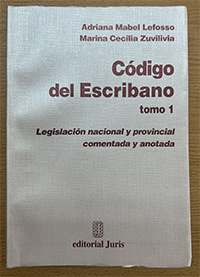 Adriana Mabel Lefosso
Marina Cecilia Zuvilivia
Código
del Escribano
tomo 1
Legislación nacional y provincial
comentada y anotada
editorial Juris